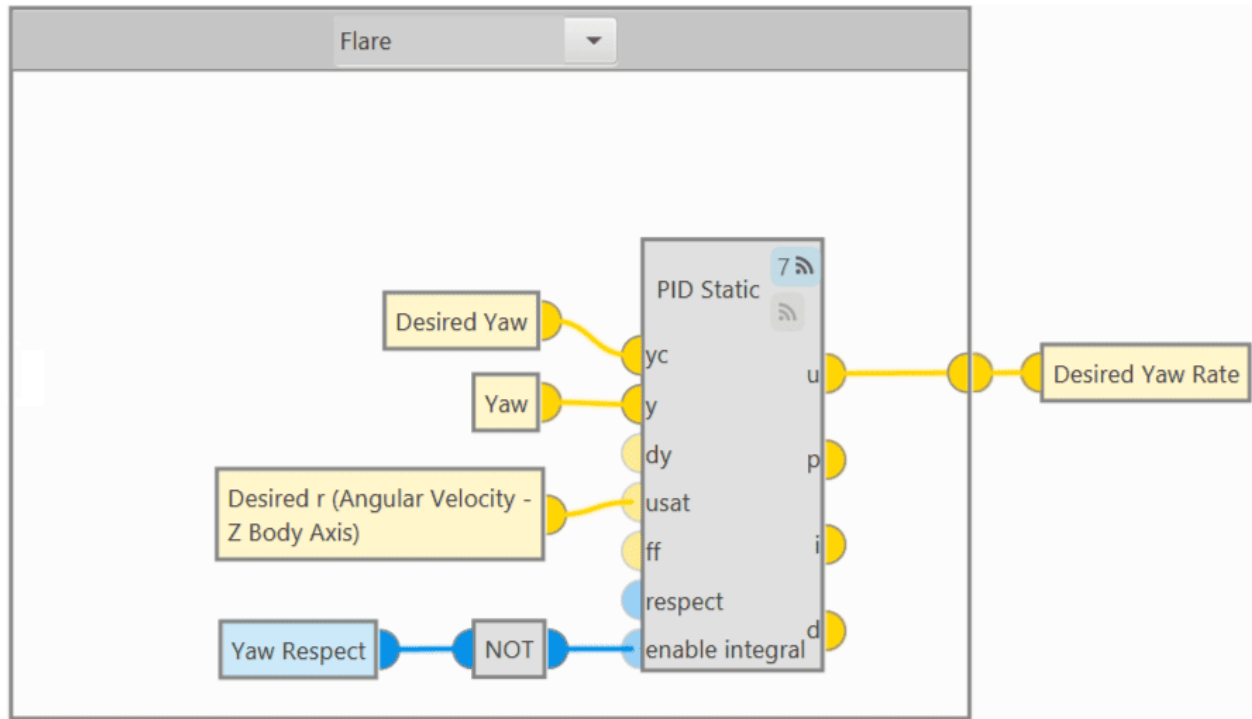 Flare
7
PID Static
Desired Yaw
yc
u
Desired Yaw Rate
Yaw
y
dy
p
Desired r (Angular Velocity -
Z Body Axis)
usat
ff
i
respect
d
Yaw Respect
NOT
enable integral